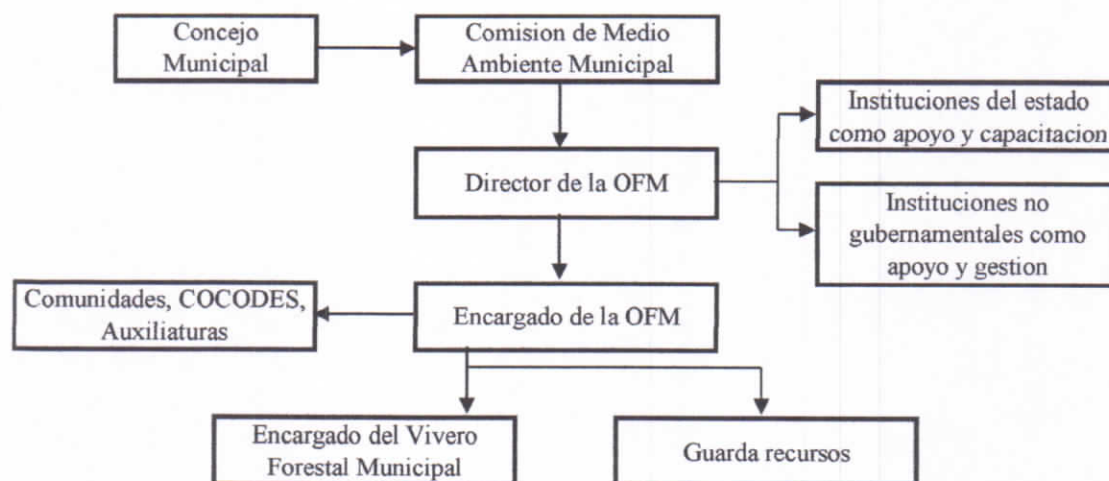 Concejo
Municipal
Comision de Medio
Ambiente Municipal
Instituciones del estado
como apoyo y capacitacion
Director de la OFM
Instituciones no
gubernamentales como
apoyo y gestion
Comunidades, COCODES,
Auxiliaturas
Encargado de la OFM
Encargado del Vivero
Forestal Municipal
Guarda recursos